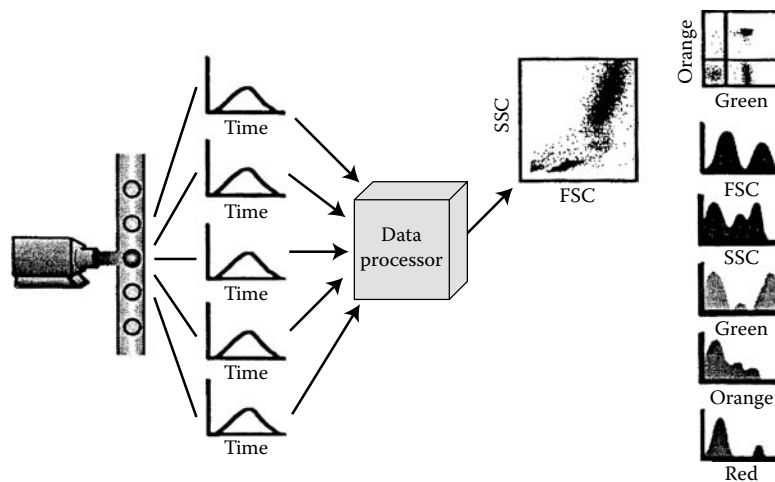 Time
Time
Time
Time
Time
Data
processor
SSC
FSC
Orange
Green
FSC
SSC
Green
Orange
Red